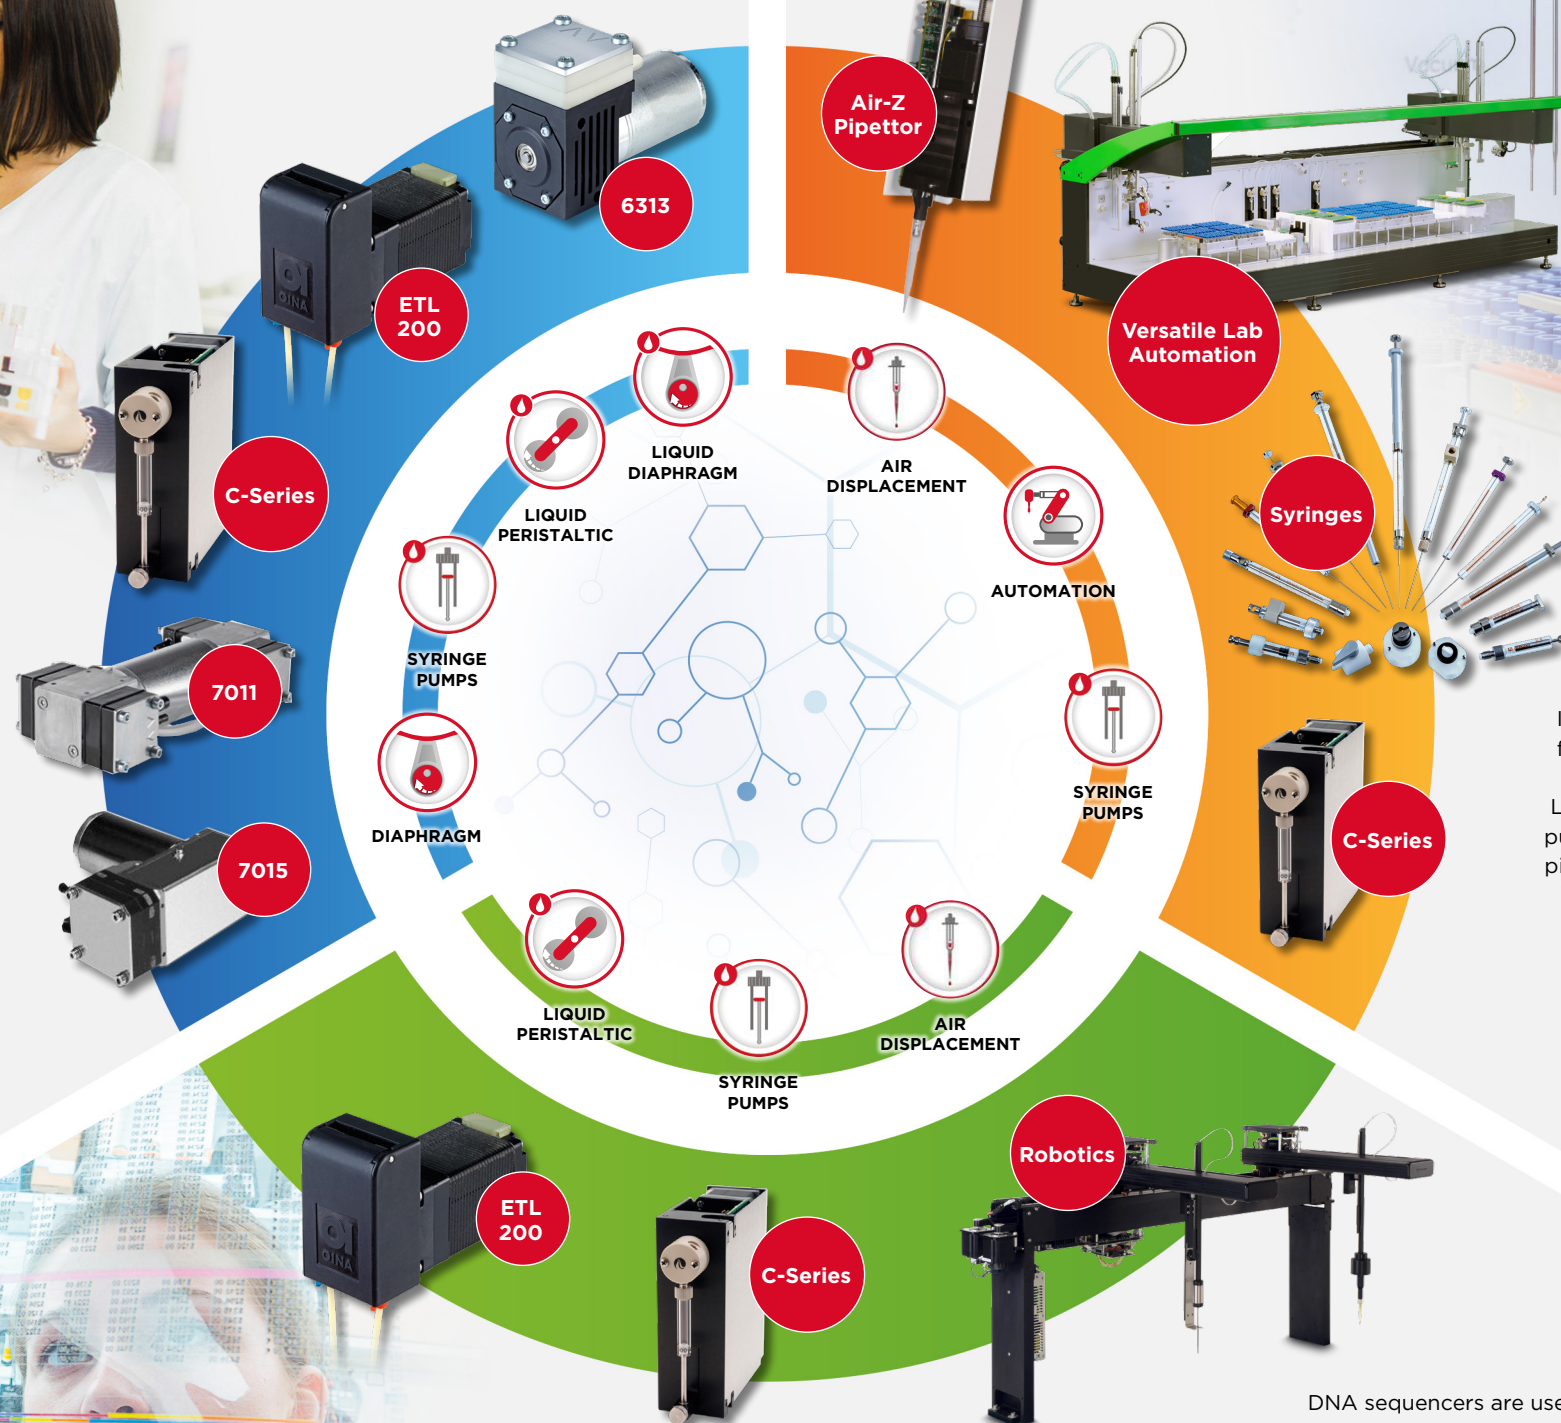 6313
ETL
200
C-Series
7011
7015
Air-Z
Pipettor
Versatile Lab
Automation
Syringes
C-Series
LIQUID
DIAPHRAGM
LIQUID
PERISTALTIC
SYRINGE
PUMPS
DIAPHRAGM
AIR
DISPLACEMENT
AUTOMATION
SYRINGE
PUMPS
LIQUID
PERISTALTIC
SYRINGE
PUMPS
AIR
DISPLACEMENT
ETL
200
C-Series
Robotics
OINA
OINA
DNA sequencers are use